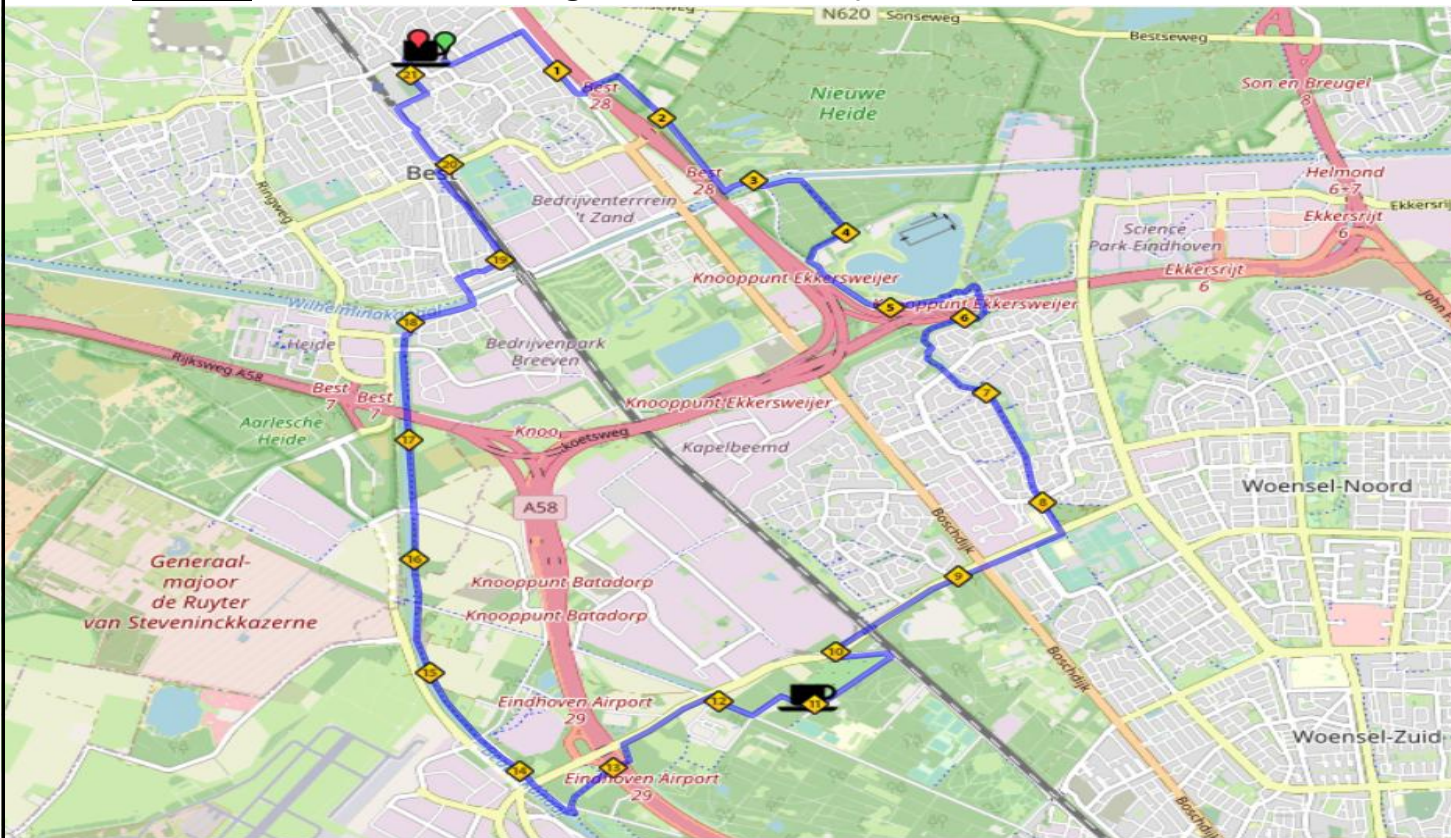 N620
Sonseweg
Bestseweg
21
1
Best
28
Nieuwe
Heide
Son en Breugel
8
2
20
Best
Best
28
3
Helmond
6-7
Ringweg
Bedrijventerrrein
't Zand
4
Science
Park Eindhoven
Ekkersrijt
6
Ekkersrijt
19
Knooppunt Ekkersweijer
Ekkersrijt
6
5
Knooppunt Ekkersweijer
6
18
Heide
Bedrijvenpark
Breeven
Rijksweg A58
Best
7
Best
7
7
Knooppunt Ekkersweijer
Aarlesche
Heide
17
Kapelbeemd
Woensel-Noord
A58
8
Boschdijk
16
Generaal-
majoor
de Ruyter
van Steveninckkazerne
Knooppunt Batadorp
Knooppunt Batadorp
9
10
Boschdijk
15
Eindhoven Airport
29
12
11
Woensel-Zuid
14
13
Eindhoven Airport
29
Boschdijk